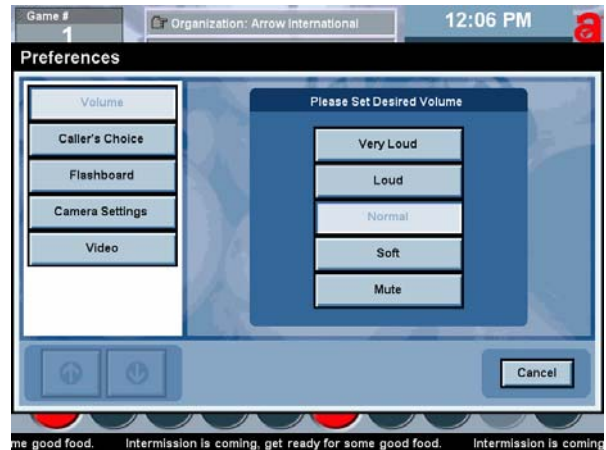 Game #
1
Organization: Arrow International
12:06 PM
a
Preferences
Volume
Caller's Choice
Flashboard
Camera Settings
Video
Please Set Desired Volume
Very Loud
Loud
Normal
Soft
Mute
Cancel
me good food. Intermission is coming, get ready for some good food. Intermission is coming